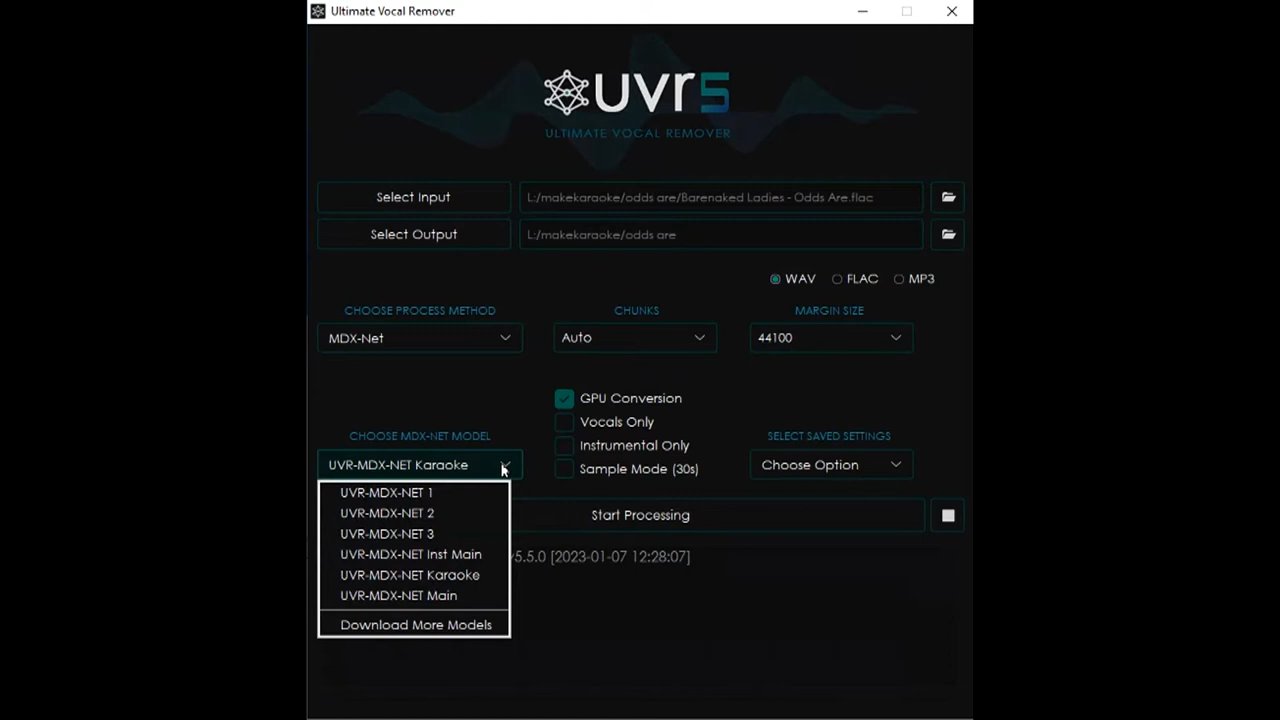 Ultimate Vocal Remover
uvr5
ULTIMATE VOCAL REMOVER
Select Input
L:/makekaraoke/odds are/Barenaked Ladies - Odds Are.flac
Select Output
L:/makekaraoke/odds are
WAV FLAC MP3
CHOOSE PROCESS METHOD CHUNKS MARGIN SIZE
MDX-Net Auto 44100
GPU Conversion
Vocals Only
CHOOSE MDX-NET MODEL
Instrumental Only
SELECT SAVED SETTINGS
UVR-MDX-NET Karaoke
Sample Mode (30s)
Choose Option
UVR-MDX-NET 1
UVR-MDX-NET 2
UVR-MDX-NET 3
UVR-MDX-NET Inst Main
UVR-MDX-NET Karaoke
UVR-MDX-NET Main
Download More Models
Start Processing
v5.5.0 [2023-01-07 12:28:07]